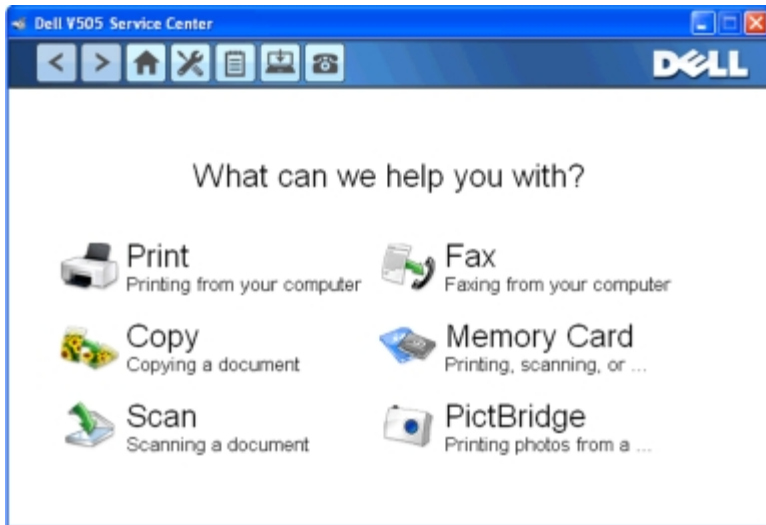 Dell V505 Service Center
DELL
What can we help you with?
Print
Printing from your computer
Fax
Faxing from your computer
Copy
Copying a document
Memory Card
Printing, scanning, or ...
Scan
Scanning a document
PictBridge
Printing photos from a ...